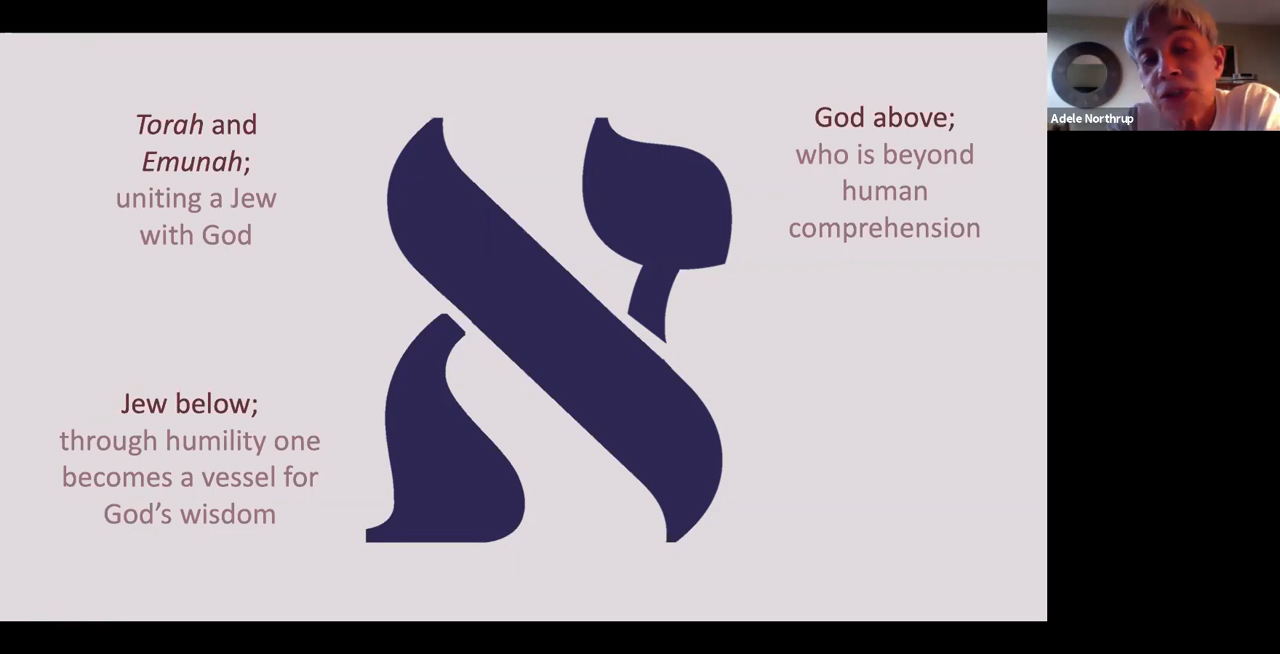 Torah and
Emunah;
uniting a Jew
with God
א
God above;
who is beyond
human
comprehension
Jew below;
through humility one
becomes a vessel for
God’s wisdom
Adele Northrup